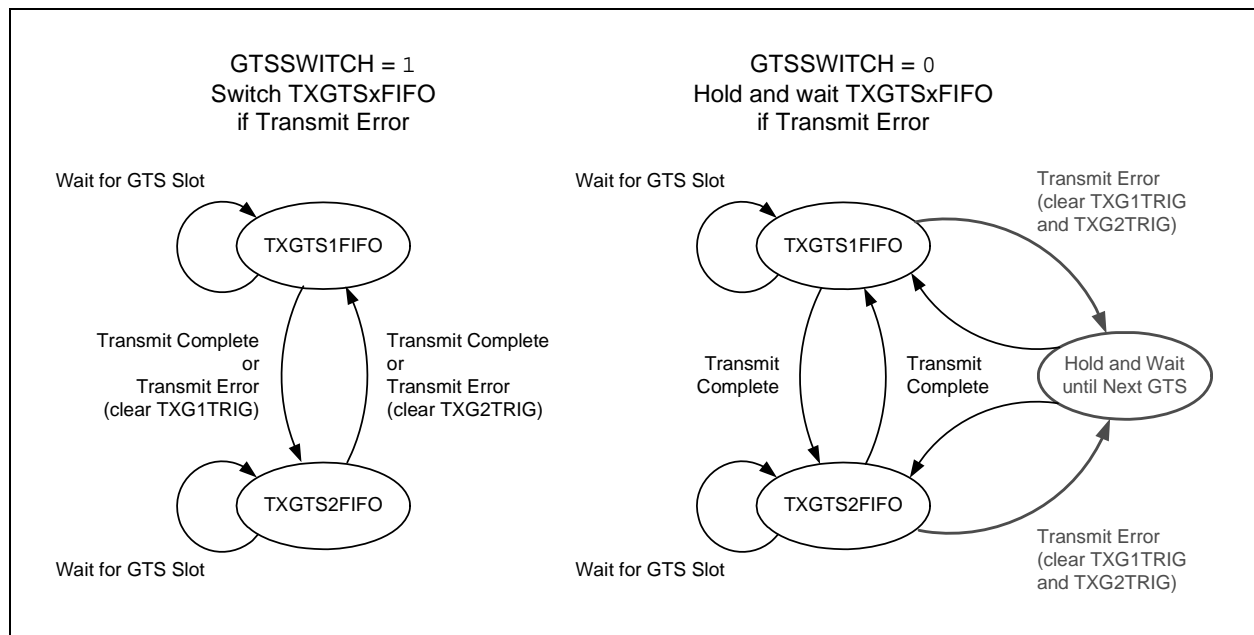 GTSSWITCH = 1
Switch TXGTSxFIFO
if Transmit Error
Wait for GTS Slot
TXGTS1FIFO
Transmit Complete
or
Transmit Error
(clear TXG1TRIG)
Transmit Complete
or
Transmit Error
(clear TXG2TRIG)
TXGTS2FIFO
Wait for GTS Slot
GTSSWITCH = 0
Hold and wait TXGTSxFIFO
if Transmit Error
Wait for GTS Slot
TXGTS1FIFO
Transmit Error
(clear TXG1TRIG
and TXG2TRIG)
Transmit
Complete
Transmit
Complete
Hold and Wait
until Next GTS
TXGTS2FIFO
Wait for GTS Slot
Transmit Error
(clear TXG1TRIG
and TXG2TRIG)